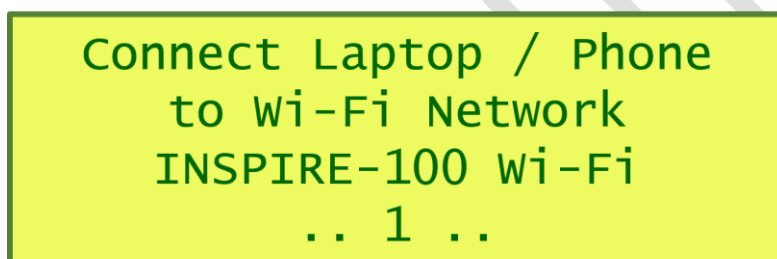 Connect Laptop / Phone
to Wi-Fi Network
INSPIRE-100 Wi-Fi
.. 1 ..